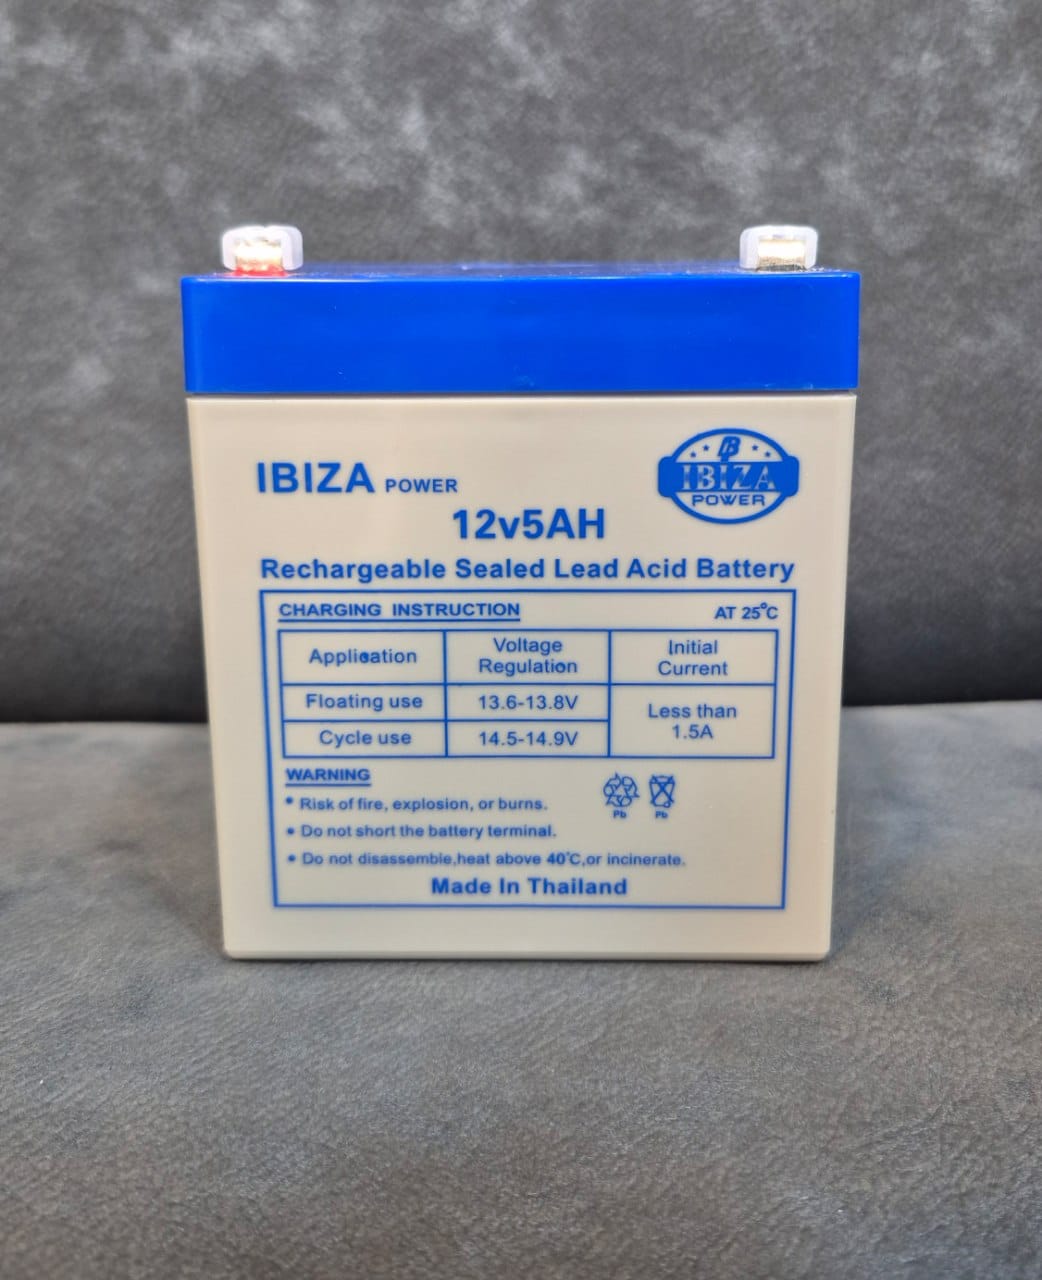 IBIZA POWER
IBIZA
POWER
12v5AH
Rechargeable Sealed Lead Acid Battery
CHARGING INSTRUCTION AT 25°C
Application Voltage Regulation Initial Current
Floating use 13.6-13.8V Less than 1.5A
Cycle use 14.5-14.9V
WARNING
• Risk of fire, explosion, or burns.
Pb Pb
• Do not short the battery terminal.
• Do not disassemble,heat above 40°C,or incinerate.
Made In Thailand